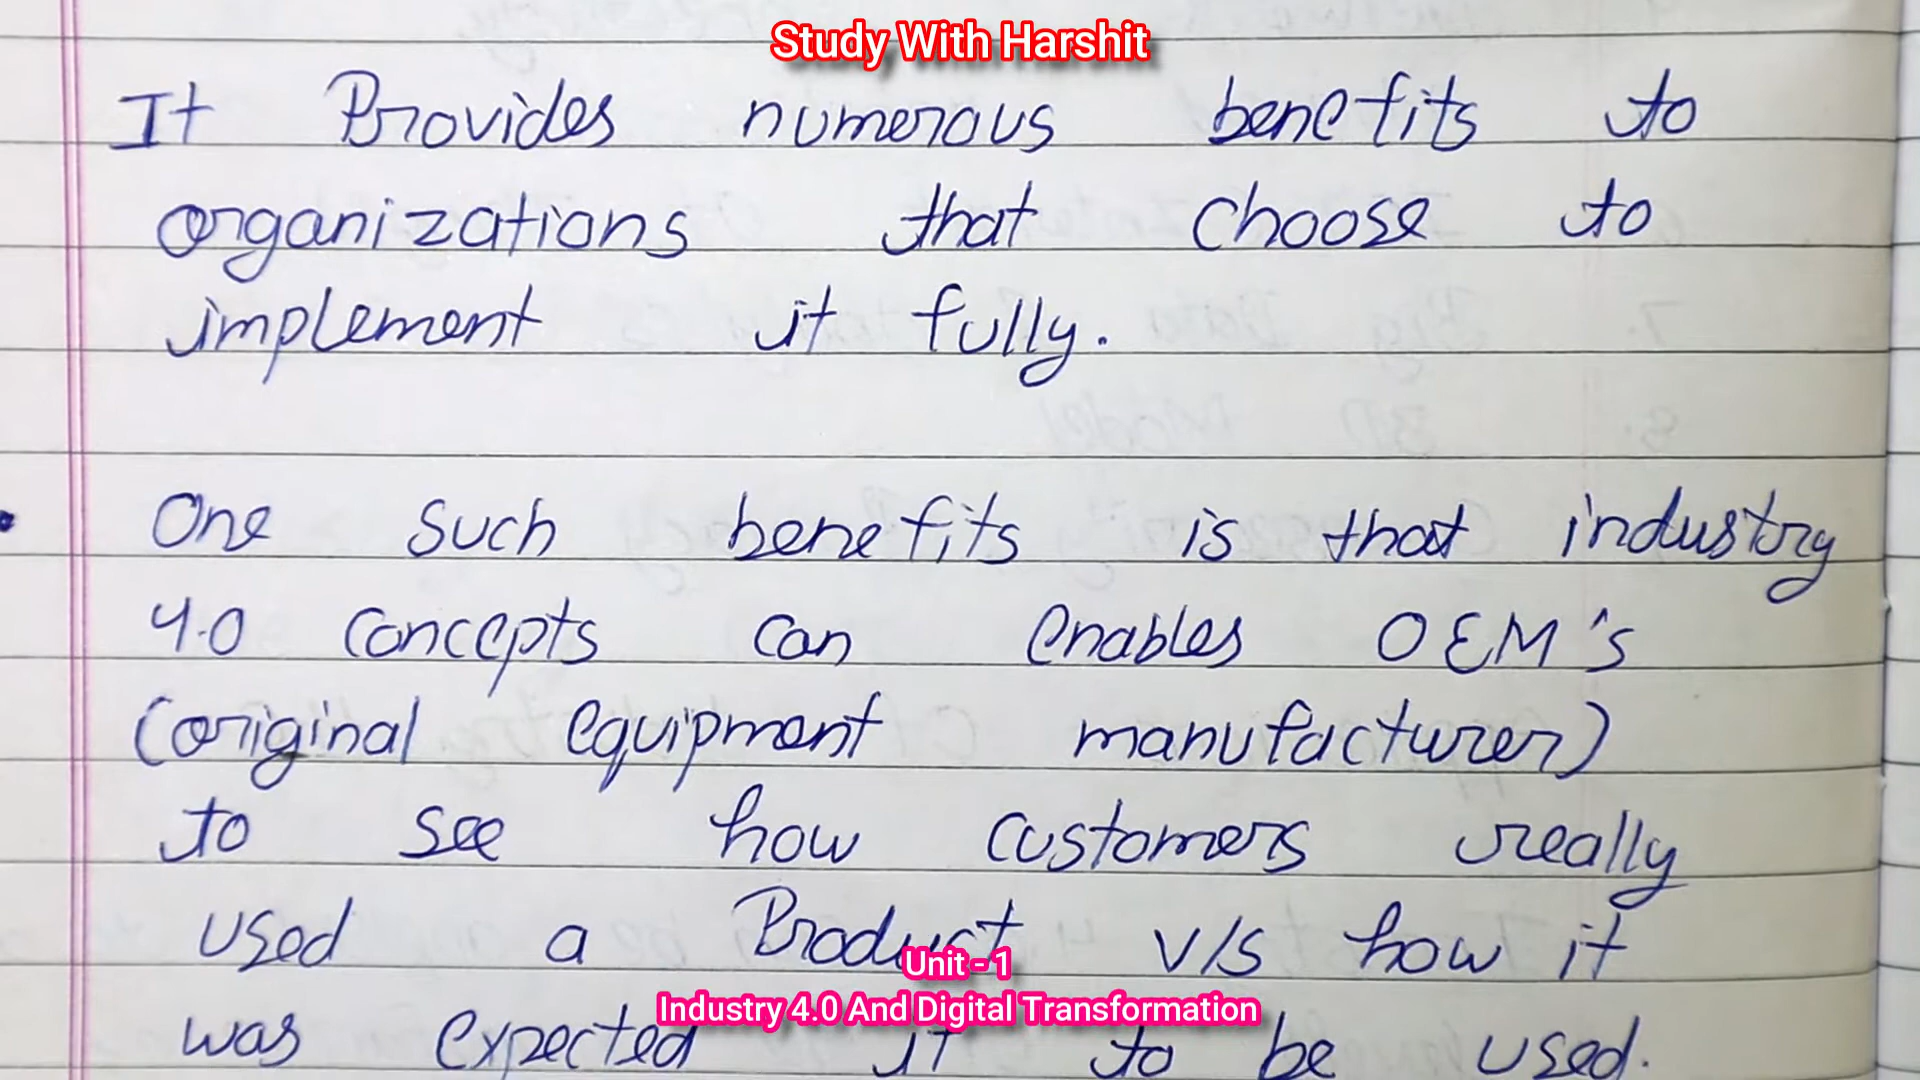 Study With Harshit
It Provides numerous benefits to
organizations that choose to
implement it fully.
One such benefits is that industry
4.0 concepts can enables OEM's
(original equipment manufacturer)
to see how customers really
used a Product v/s how it
Unit - 1
Industry 4.0 And Digital Transformation
was expected it to be used.